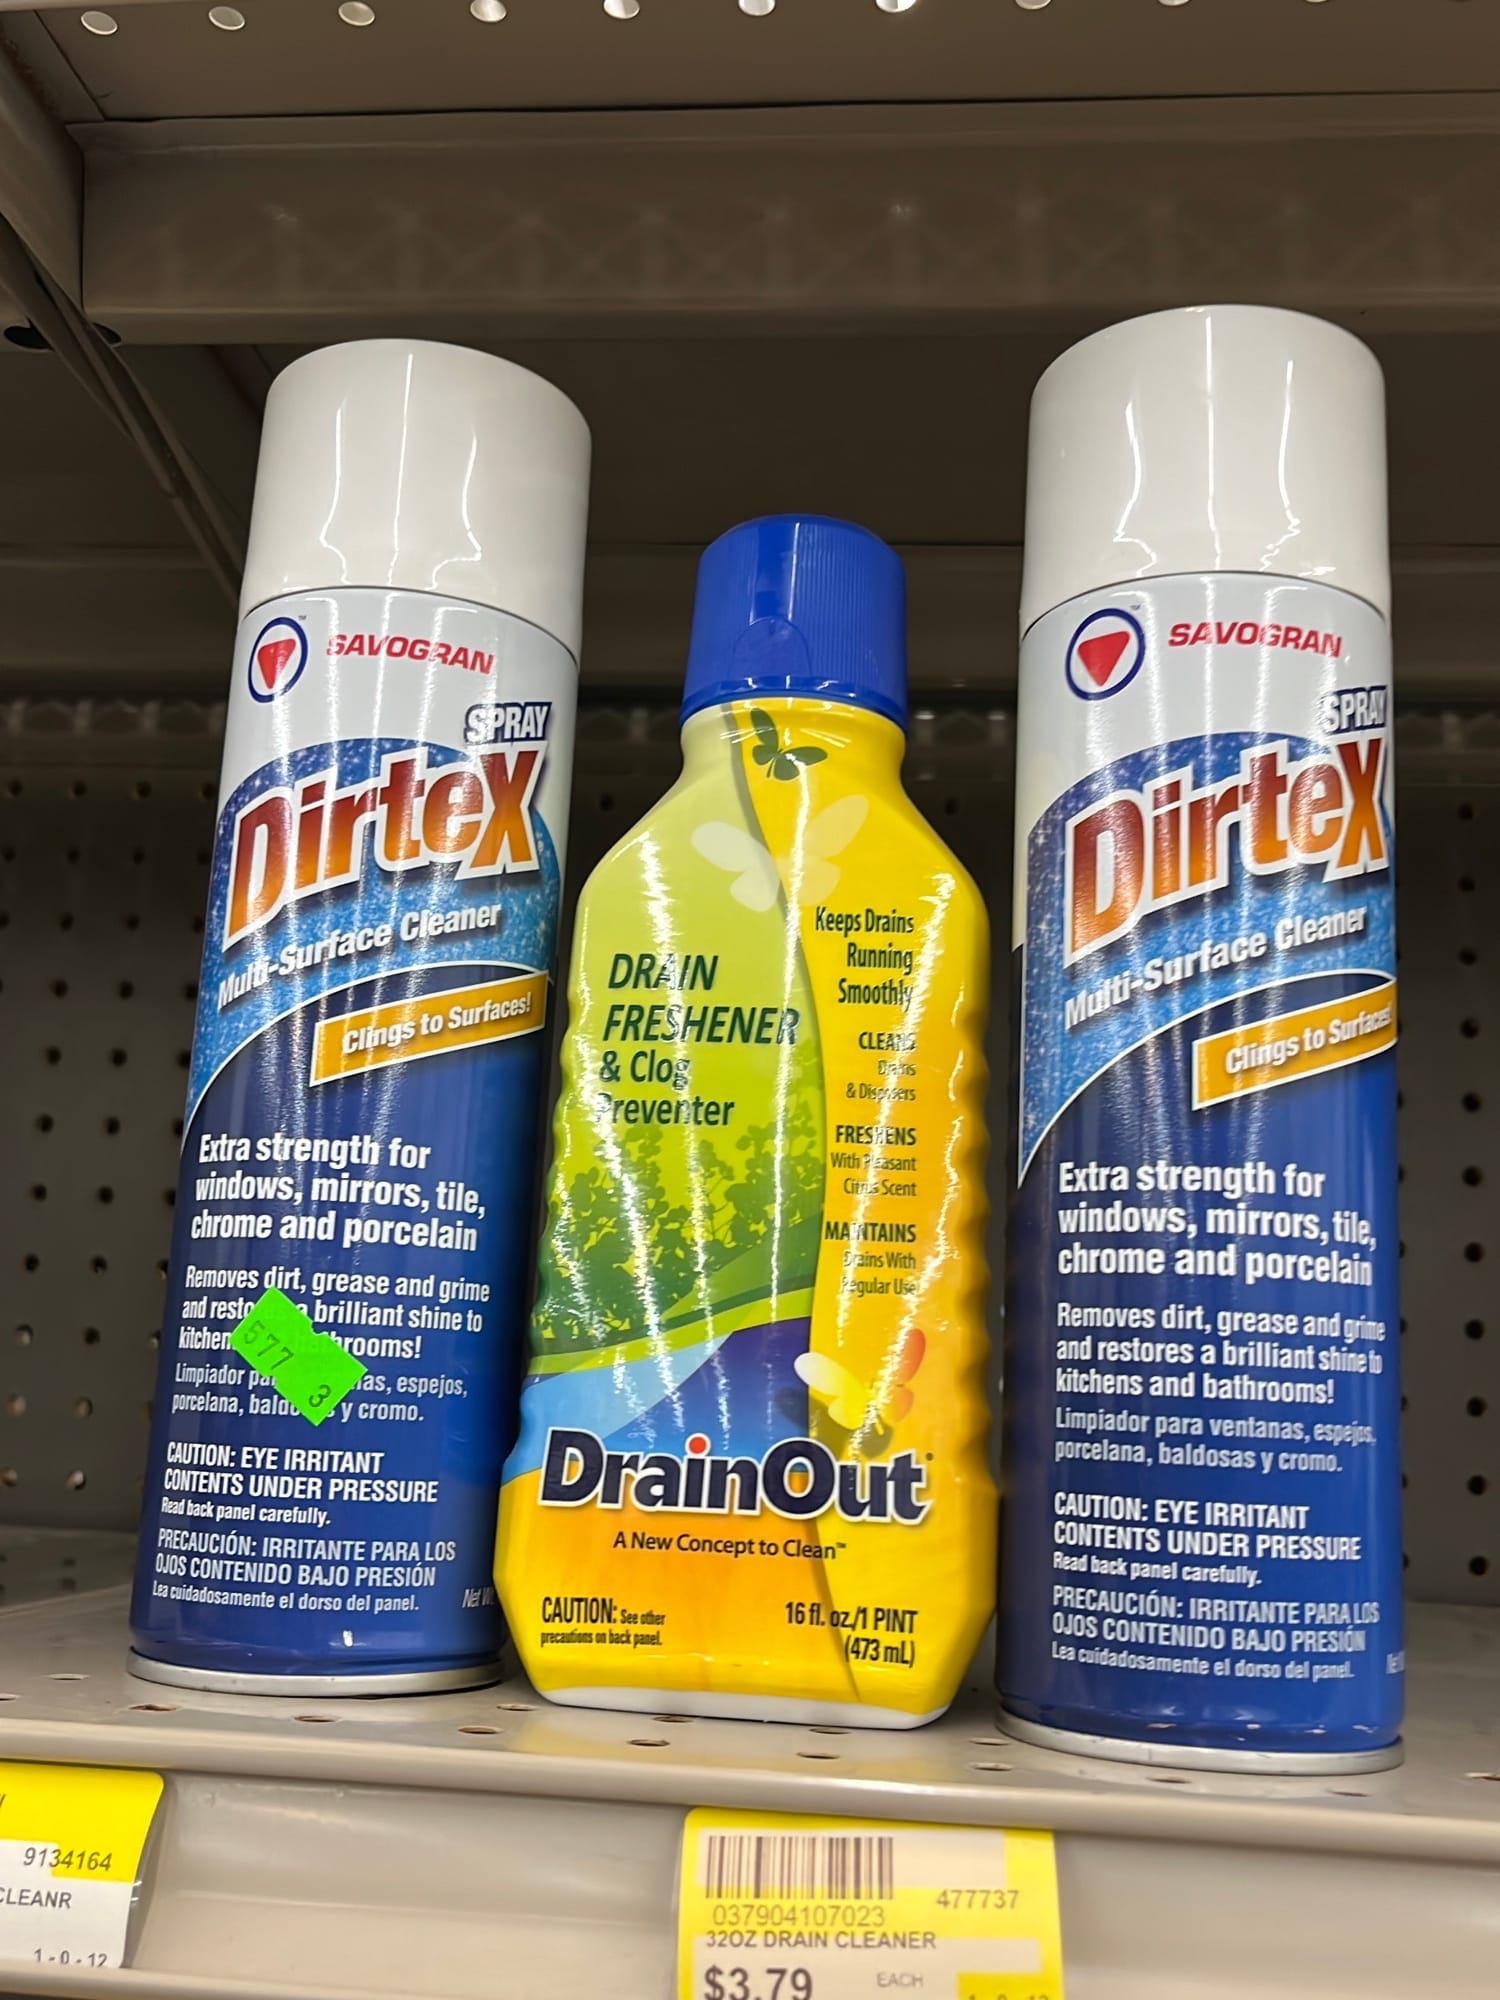 SAVOGRAN
SPRAY
Dirtex
Multi-Surface Cleaner
Clings to Surfaces!
Extra strength for
windows, mirrors, tile,
chrome and porcelain
Removes dirt, grease and grime
and brilliant shine to
577
3
Limpiador espejos,
porcelana, y cromo.
CAUTION: EYE IRRITANT
CONTENTS UNDER PRESSURE
Read back panel carefully.
PRECAUCIÓN: IRRITANTE PARA LOS
OJOS CONTENIDO BAJO PRESIÓN
Lea cuidadosamente el dorso del panel.
Net
Keeps Drains
Running
Smoothly
DRAIN
FRESHENER
& Clog
Preventer
CLEANS
Drains
& Disposers
FRESHENS
With Pleasant
Citrus Scent
MAINTAINS
Drains With
Regular Use
DrainOut
A New Concept to Clean™
CAUTION: See other
precautions on back panel.
16 fl. oz./1 PINT
(473 mL)
SAVOGRAN
SPRAY
Dirtex
Multi-Surface Cleaner
Clings to Surfaces!
Extra strength for
windows, mirrors, tile,
chrome and porcelain
Removes dirt, grease and grime
and restores a brilliant shine to
kitchens and bathrooms!
Limpiador para ventanas, espejos,
porcelana, baldosas y cromo.
CAUTION: EYE IRRITANT
CONTENTS UNDER PRESSURE
Read back panel carefully.
PRECAUCIÓN: IRRITANTE PARA LOS
OJOS CONTENIDO BAJO PRESIÓN
Lea cuidadosamente el dorso del panel.
9134164
CLEANR
1-0-12
037904107023
477737
32OZ DRAIN CLEANER
$3.79
EACH